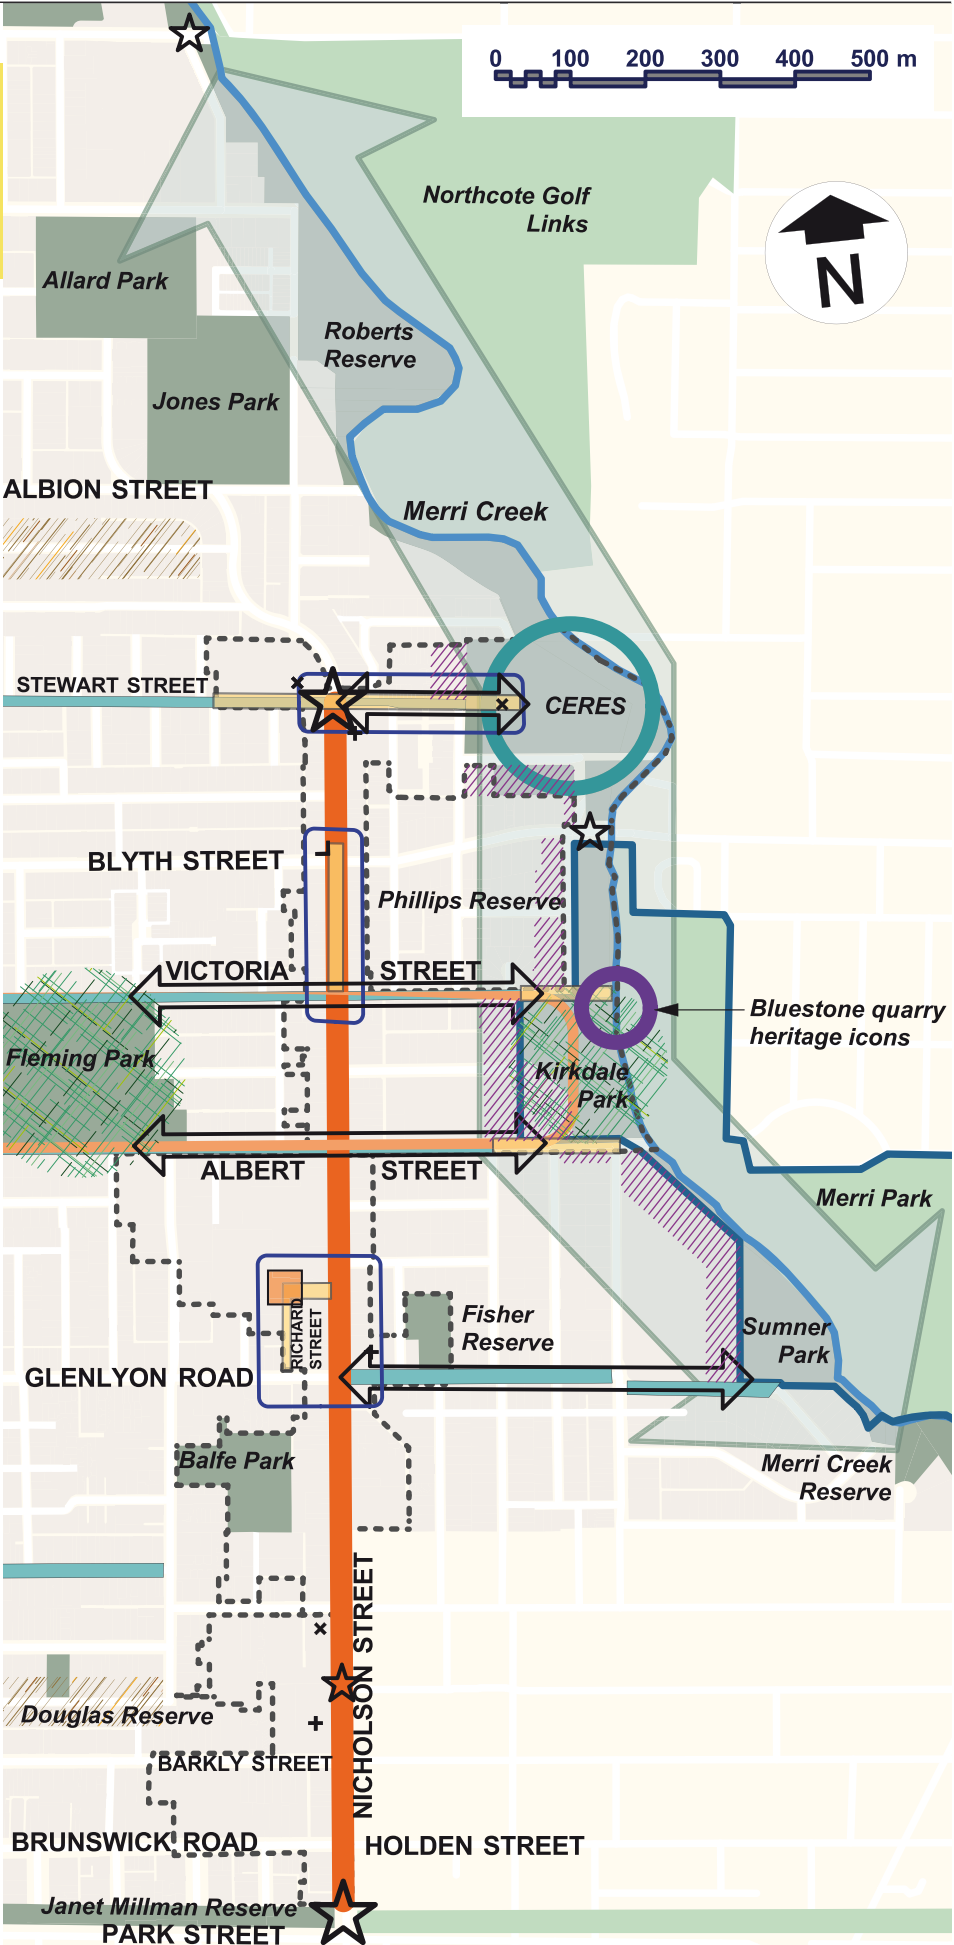 0 100 200 300 400 500 m
Northcote Golf
Links
N
Allard Park
Roberts
Reserve
Jones Park
ALBION STREET
Merri Creek
STEWART STREET
CERES
BLYTH STREET
Phillips Reserve
VICTORIA STREET
Bluestone quarry
heritage icons
Fleming Park
Kirkdale
Park
ALBERT STREET
Merri Park
RICHARD
STREET
Fisher
Reserve
Sumner
Park
GLENLYON ROAD
Balfe Park
Merri Creek
Reserve
NICHOLSON STREET
Douglas Reserve
BARKLY STREET
BRUNSWICK ROAD
HOLDEN STREET
Janet Millman Reserve
PARK STREET